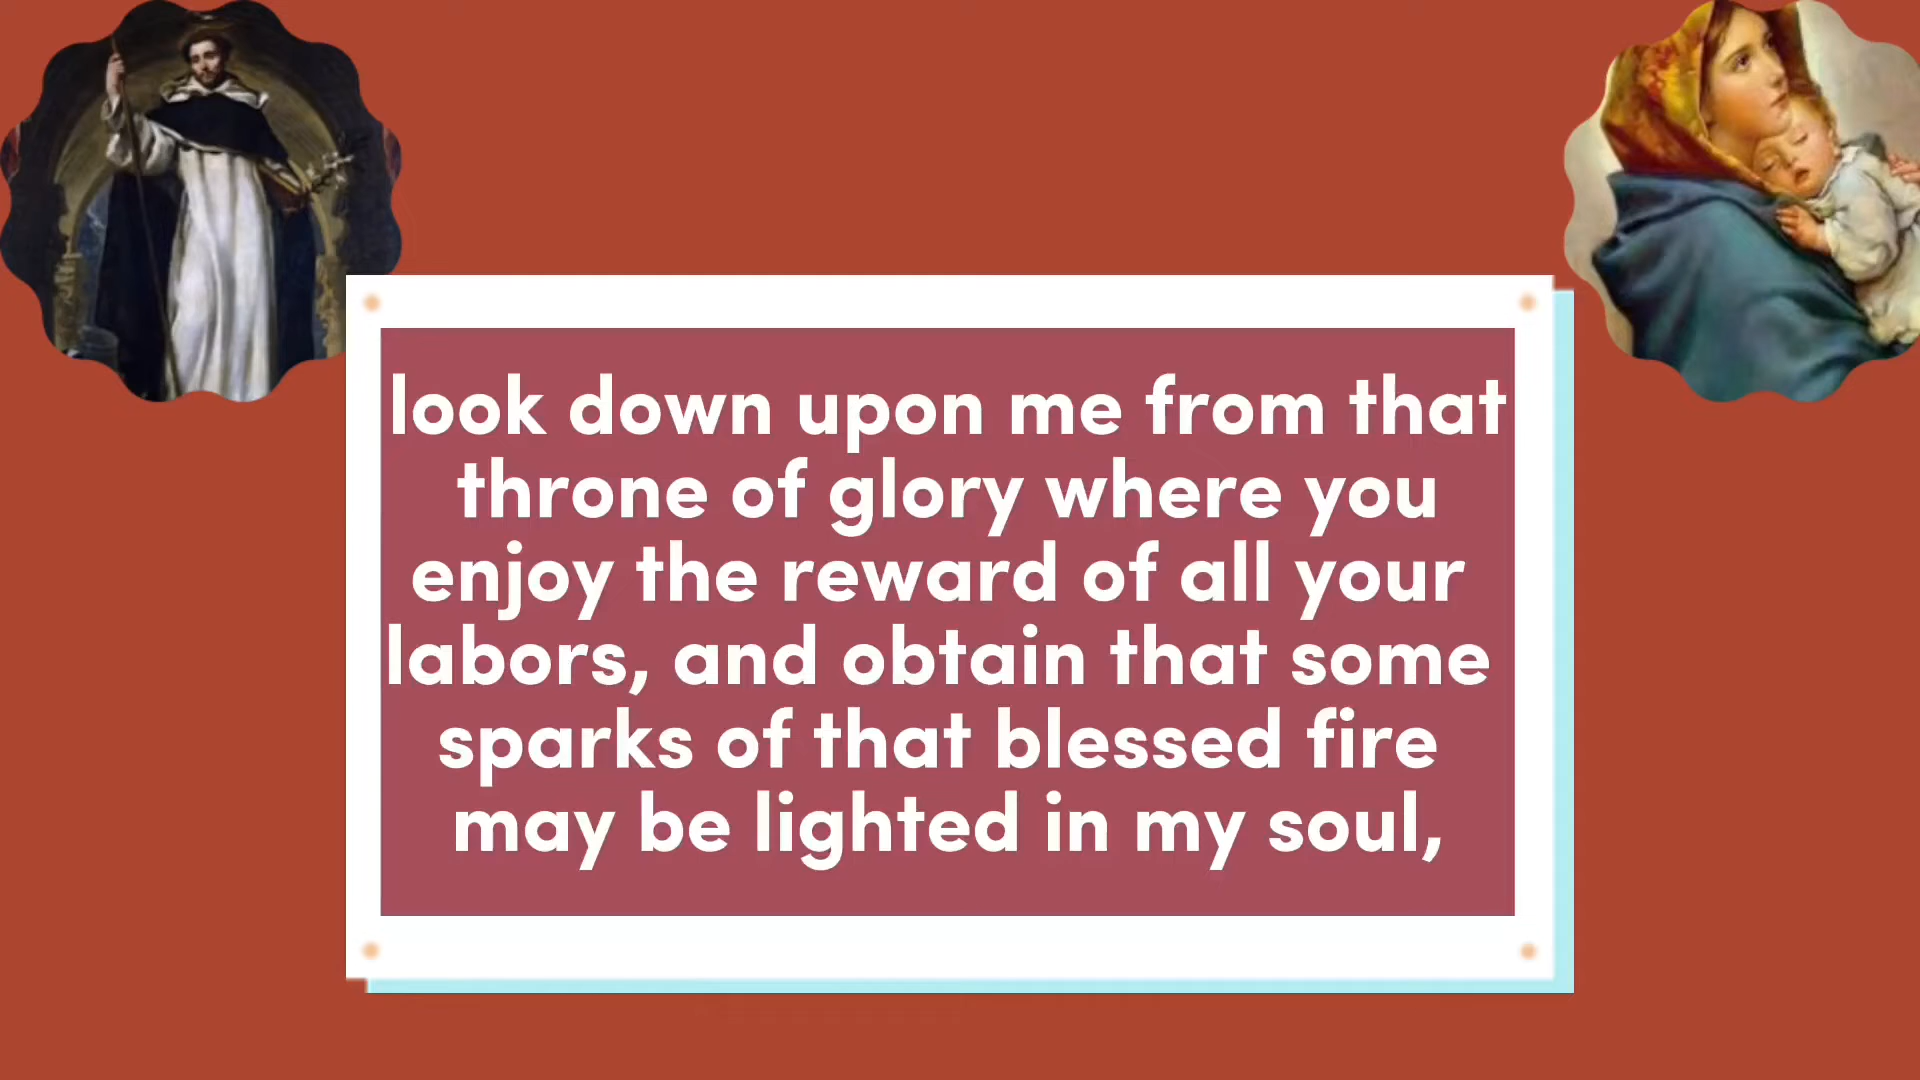 look down upon me from that
throne of glory where you
enjoy the reward of all your
labors, and obtain that some
sparks of that blessed fire
may be lighted in my soul,